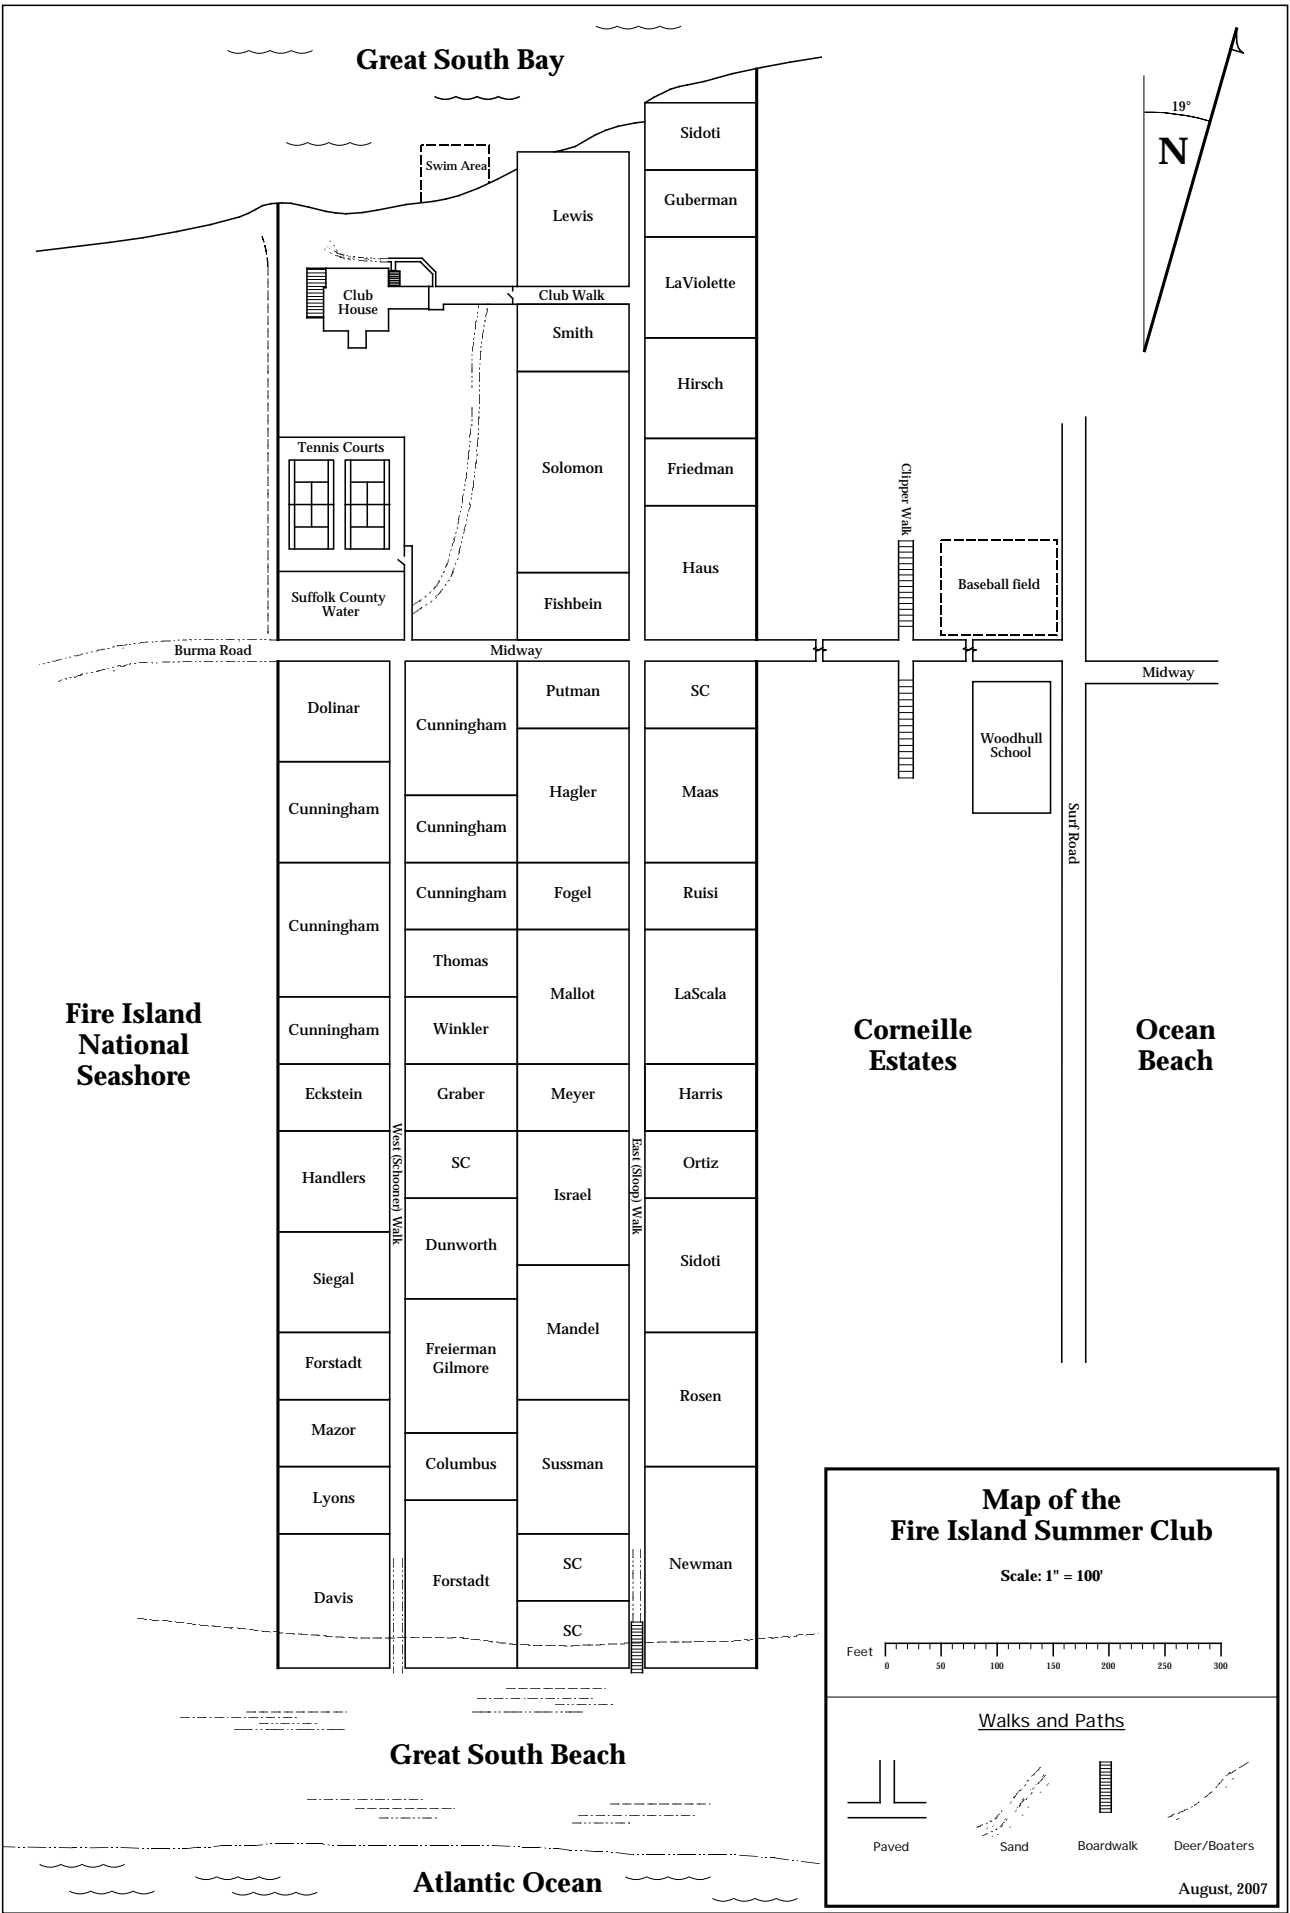 Great South Bay
19°
N
Swim Area
Sidoti
Guberman
Lewis
LaViolette
Club
House
Club Walk
Smith
Hirsch
Tennis Courts
Solomon
Friedman
Clipper Walk
Haus
Baseball field
Suffolk County
Water
Fishbein
Burma Road
Midway
Midway
Dolinar
Cunningham
Putman
SC
Woodhull
School
Cunningham
Hagler
Maas
Cunningham
Surf Road
Cunningham
Fogel
Ruisi
Cunningham
Thomas
Mallot
LaScala
Fire Island
National
Seashore
Cunningham
Winkler
Corneille
Estates
Ocean
Beach
Eckstein
Graber
Meyer
Harris
West (Schooner) Walk
East (Sloop) Walk
Handlers
SC
Israel
Ortiz
Dunworth
Sidoti
Siegal
Mandel
Forstadt
Freierman
Gilmore
Rosen
Mazor
Columbus
Sussman
Lyons
Davis
Forstadt
SC
SC
Newman
Great South Beach
Atlantic Ocean
Map of the
Fire Island Summer Club
Scale: 1" = 100'
Feet
0 50 100 150 200 250 300
Walks and Paths
Paved Sand Boardwalk Deer/Boaters
August, 2007